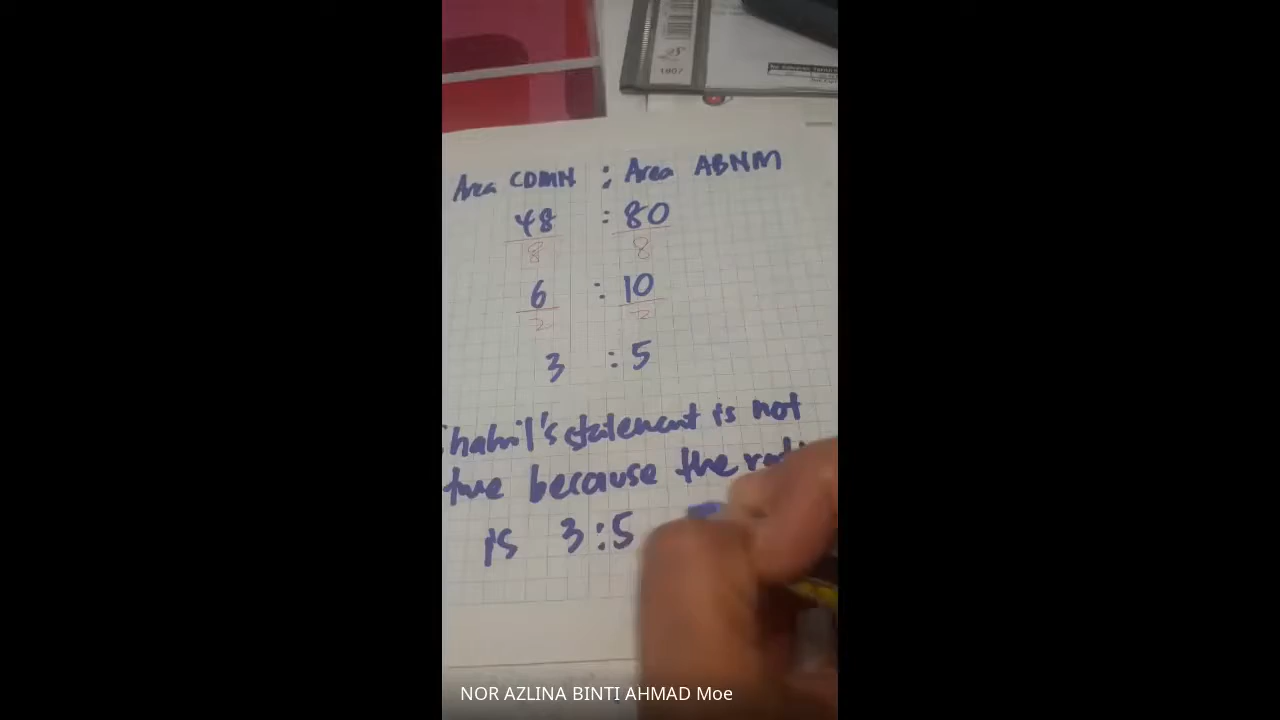 1807
Area CDMN : Area ABNM
48 : 80
8 8
6 : 10
2 2
3 : 5
Shahril's statement is not
true because the
is 3:5
NOR AZLINA BINTI AHMAD Moe